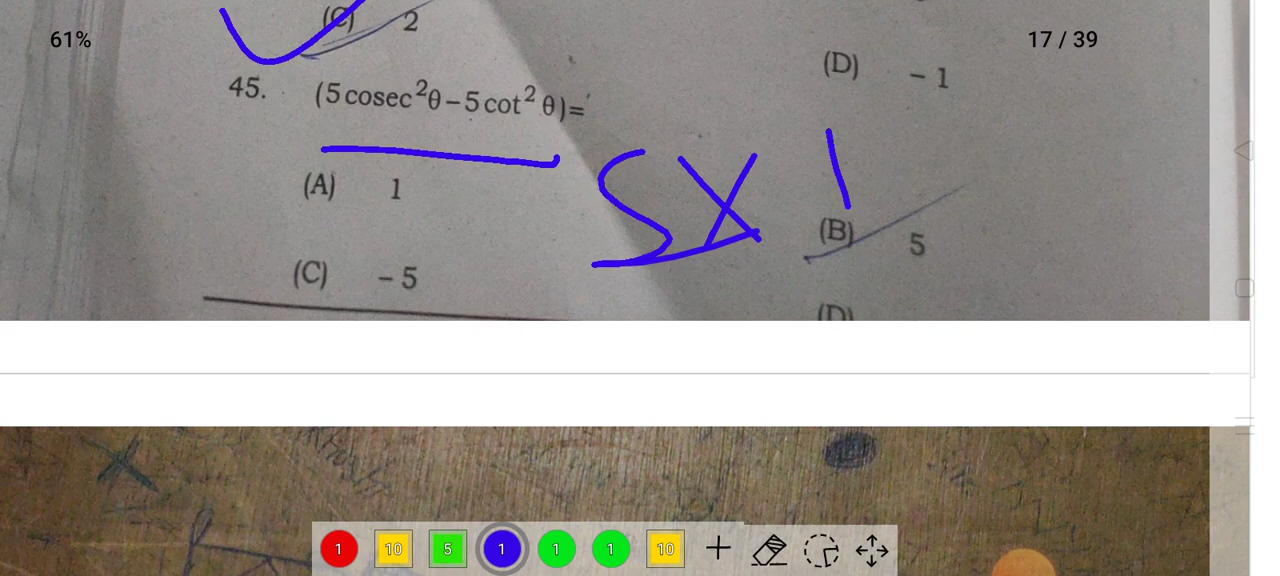 61%
17 / 39
(C) 2
(D) - 1
45. (5 cosec²θ – 5 cot² θ)=
(A) 1
5 X 1
(B) 5
(C) - 5
(D)
1 10 5 1 1 1 10